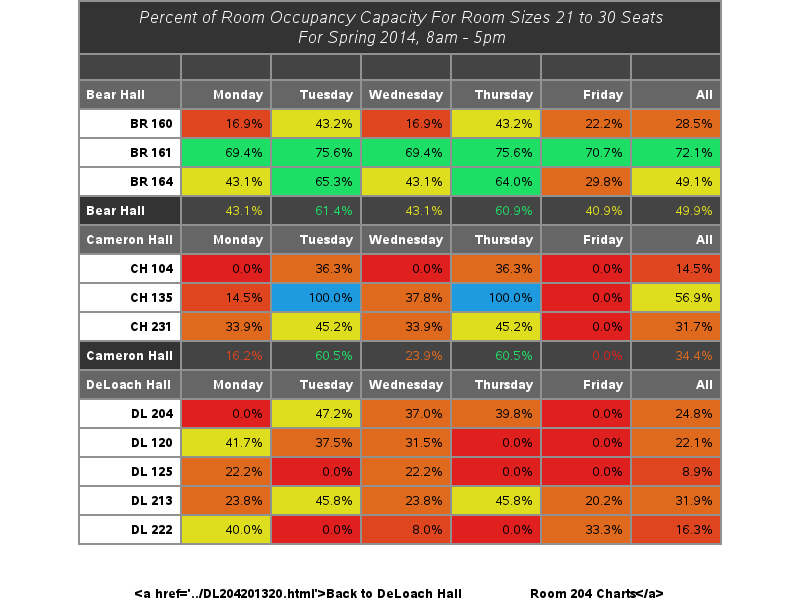 Percent of Room Occupancy Capacity For Room Sizes 21 to 30 Seats
For Spring 2014, 8am - 5pm
Bear Hall Monday Tuesday Wednesday Thursday Friday All
BR 160 16.9% 43.2% 16.9% 43.2% 22.2% 28.5%
BR 161 69.4% 75.6% 69.4% 75.6% 70.7% 72.1%
BR 164 43.1% 65.3% 43.1% 64.0% 29.8% 49.1%
Bear Hall 43.1% 61.4% 43.1% 60.9% 40.9% 49.9%
Cameron Hall Monday Tuesday Wednesday Thursday Friday All
CH 104 0.0% 36.3% 0.0% 36.3% 0.0% 14.5%
CH 135 14.5% 100.0% 37.8% 100.0% 0.0% 56.9%
CH 231 33.9% 45.2% 33.9% 45.2% 0.0% 31.7%
Cameron Hall 16.2% 60.5% 23.9% 60.5% 0.0% 34.4%
DeLoach Hall Monday Tuesday Wednesday Thursday Friday All
DL 204 0.0% 47.2% 37.0% 39.8% 0.0% 24.8%
DL 120 41.7% 37.5% 31.5% 0.0% 0.0% 22.1%
DL 125 22.2% 0.0% 22.2% 0.0% 0.0% 8.9%
DL 213 23.8% 45.8% 23.8% 45.8% 20.2% 31.9%
DL 222 40.0% 0.0% 8.0% 0.0% 33.3% 16.3%
<a href='../DL204201320.html'>Back to DeLoach Hall Room 204 Charts</a>